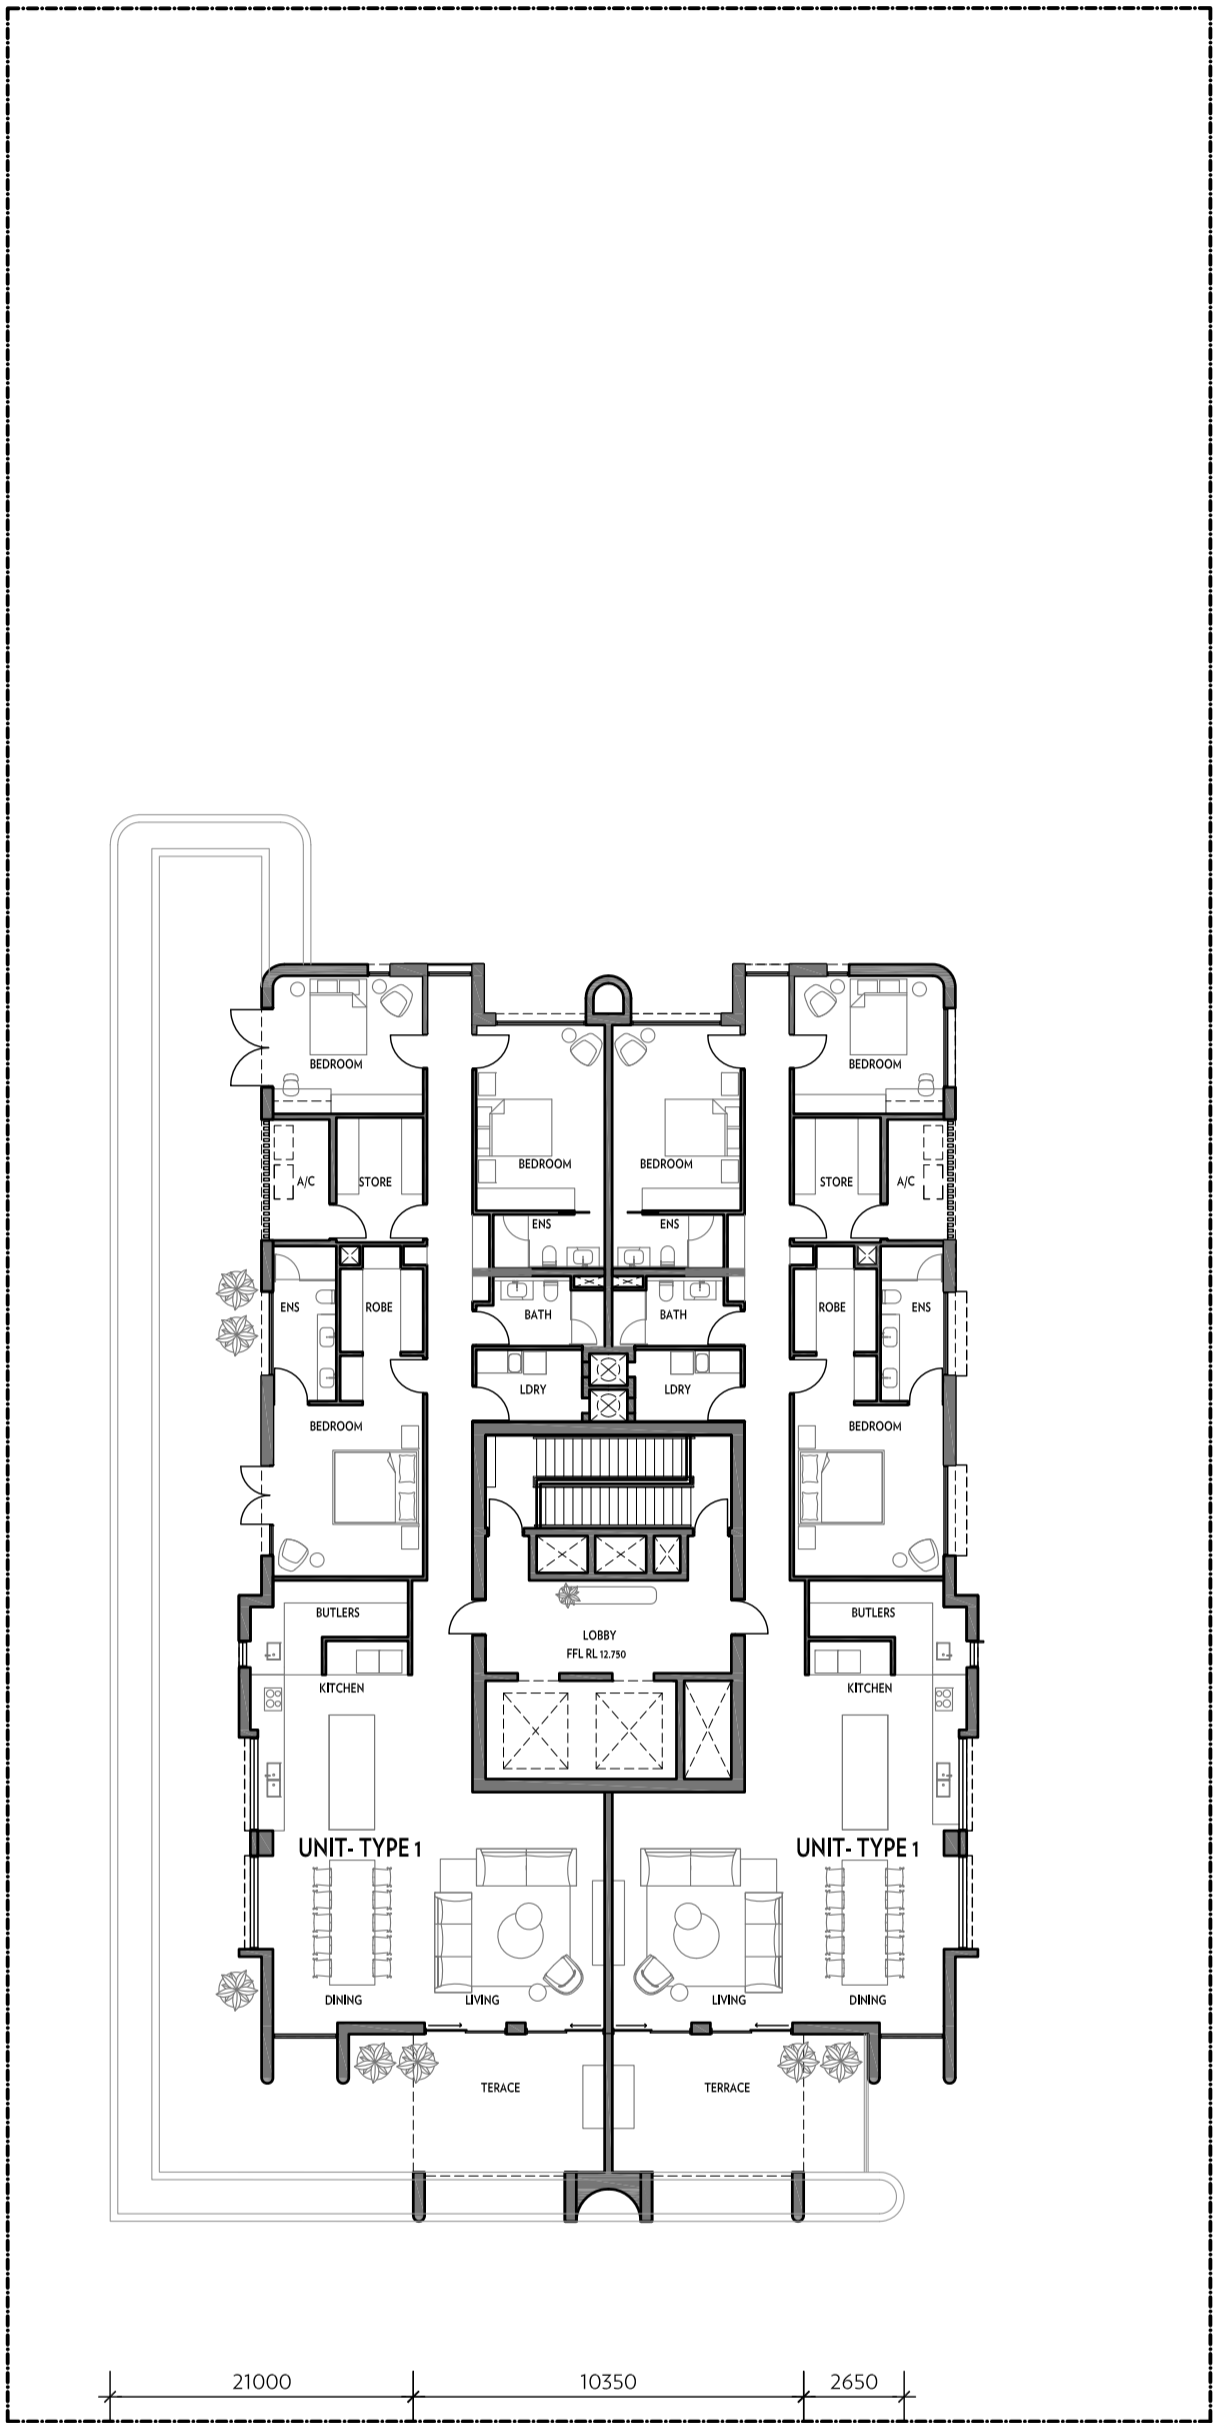 BEDROOM
BEDROOM
BEDROOM
BEDROOM
A/C
STORE
STORE
A/C
ENS
ENS
ENS
ROBE
BATH
BATH
ROBE
ENS
LDRY
LDRY
BEDROOM
BEDROOM
BUTLERS
BUTLERS
LOBBY
FFL RL 12.750
KITCHEN
KITCHEN
UNIT- TYPE 1
UNIT- TYPE 1
DINING
LIVING
LIVING
DINING
TERACE
TERRACE
21000
10350
2650